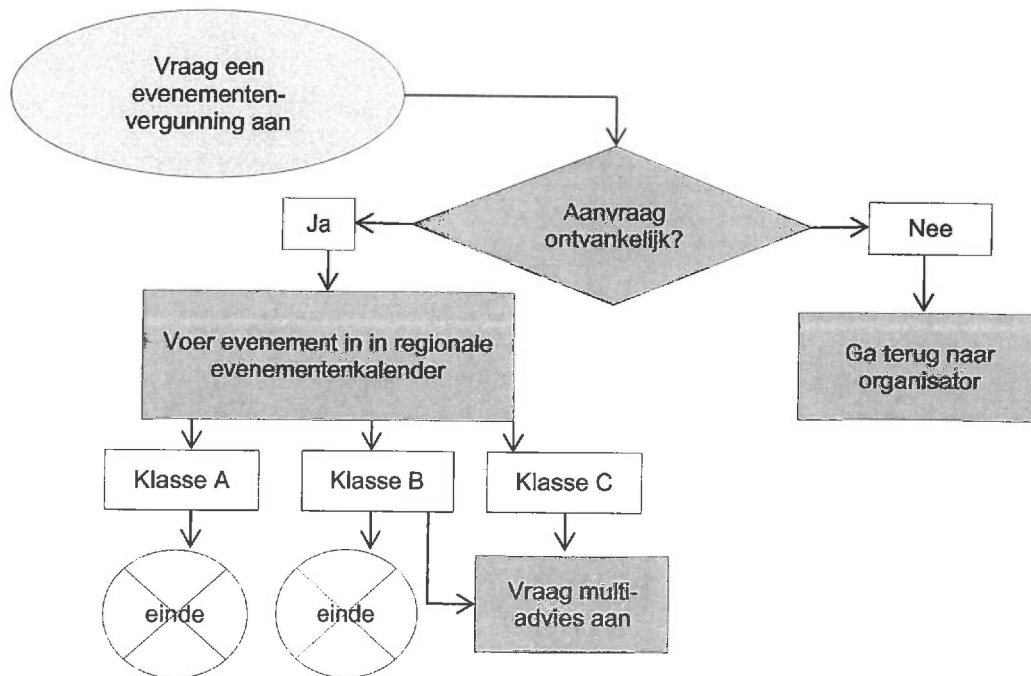 Vraag een
evenementen-
vergunning aan
Aanvraag
ontvankelijk?
Ja
Nee
Voer evenement in in regionale
evenementenkalender
Ga terug naar
organisator
Klasse A
Klasse B
Klasse C
einde
einde
Vraag multi-
advies aan